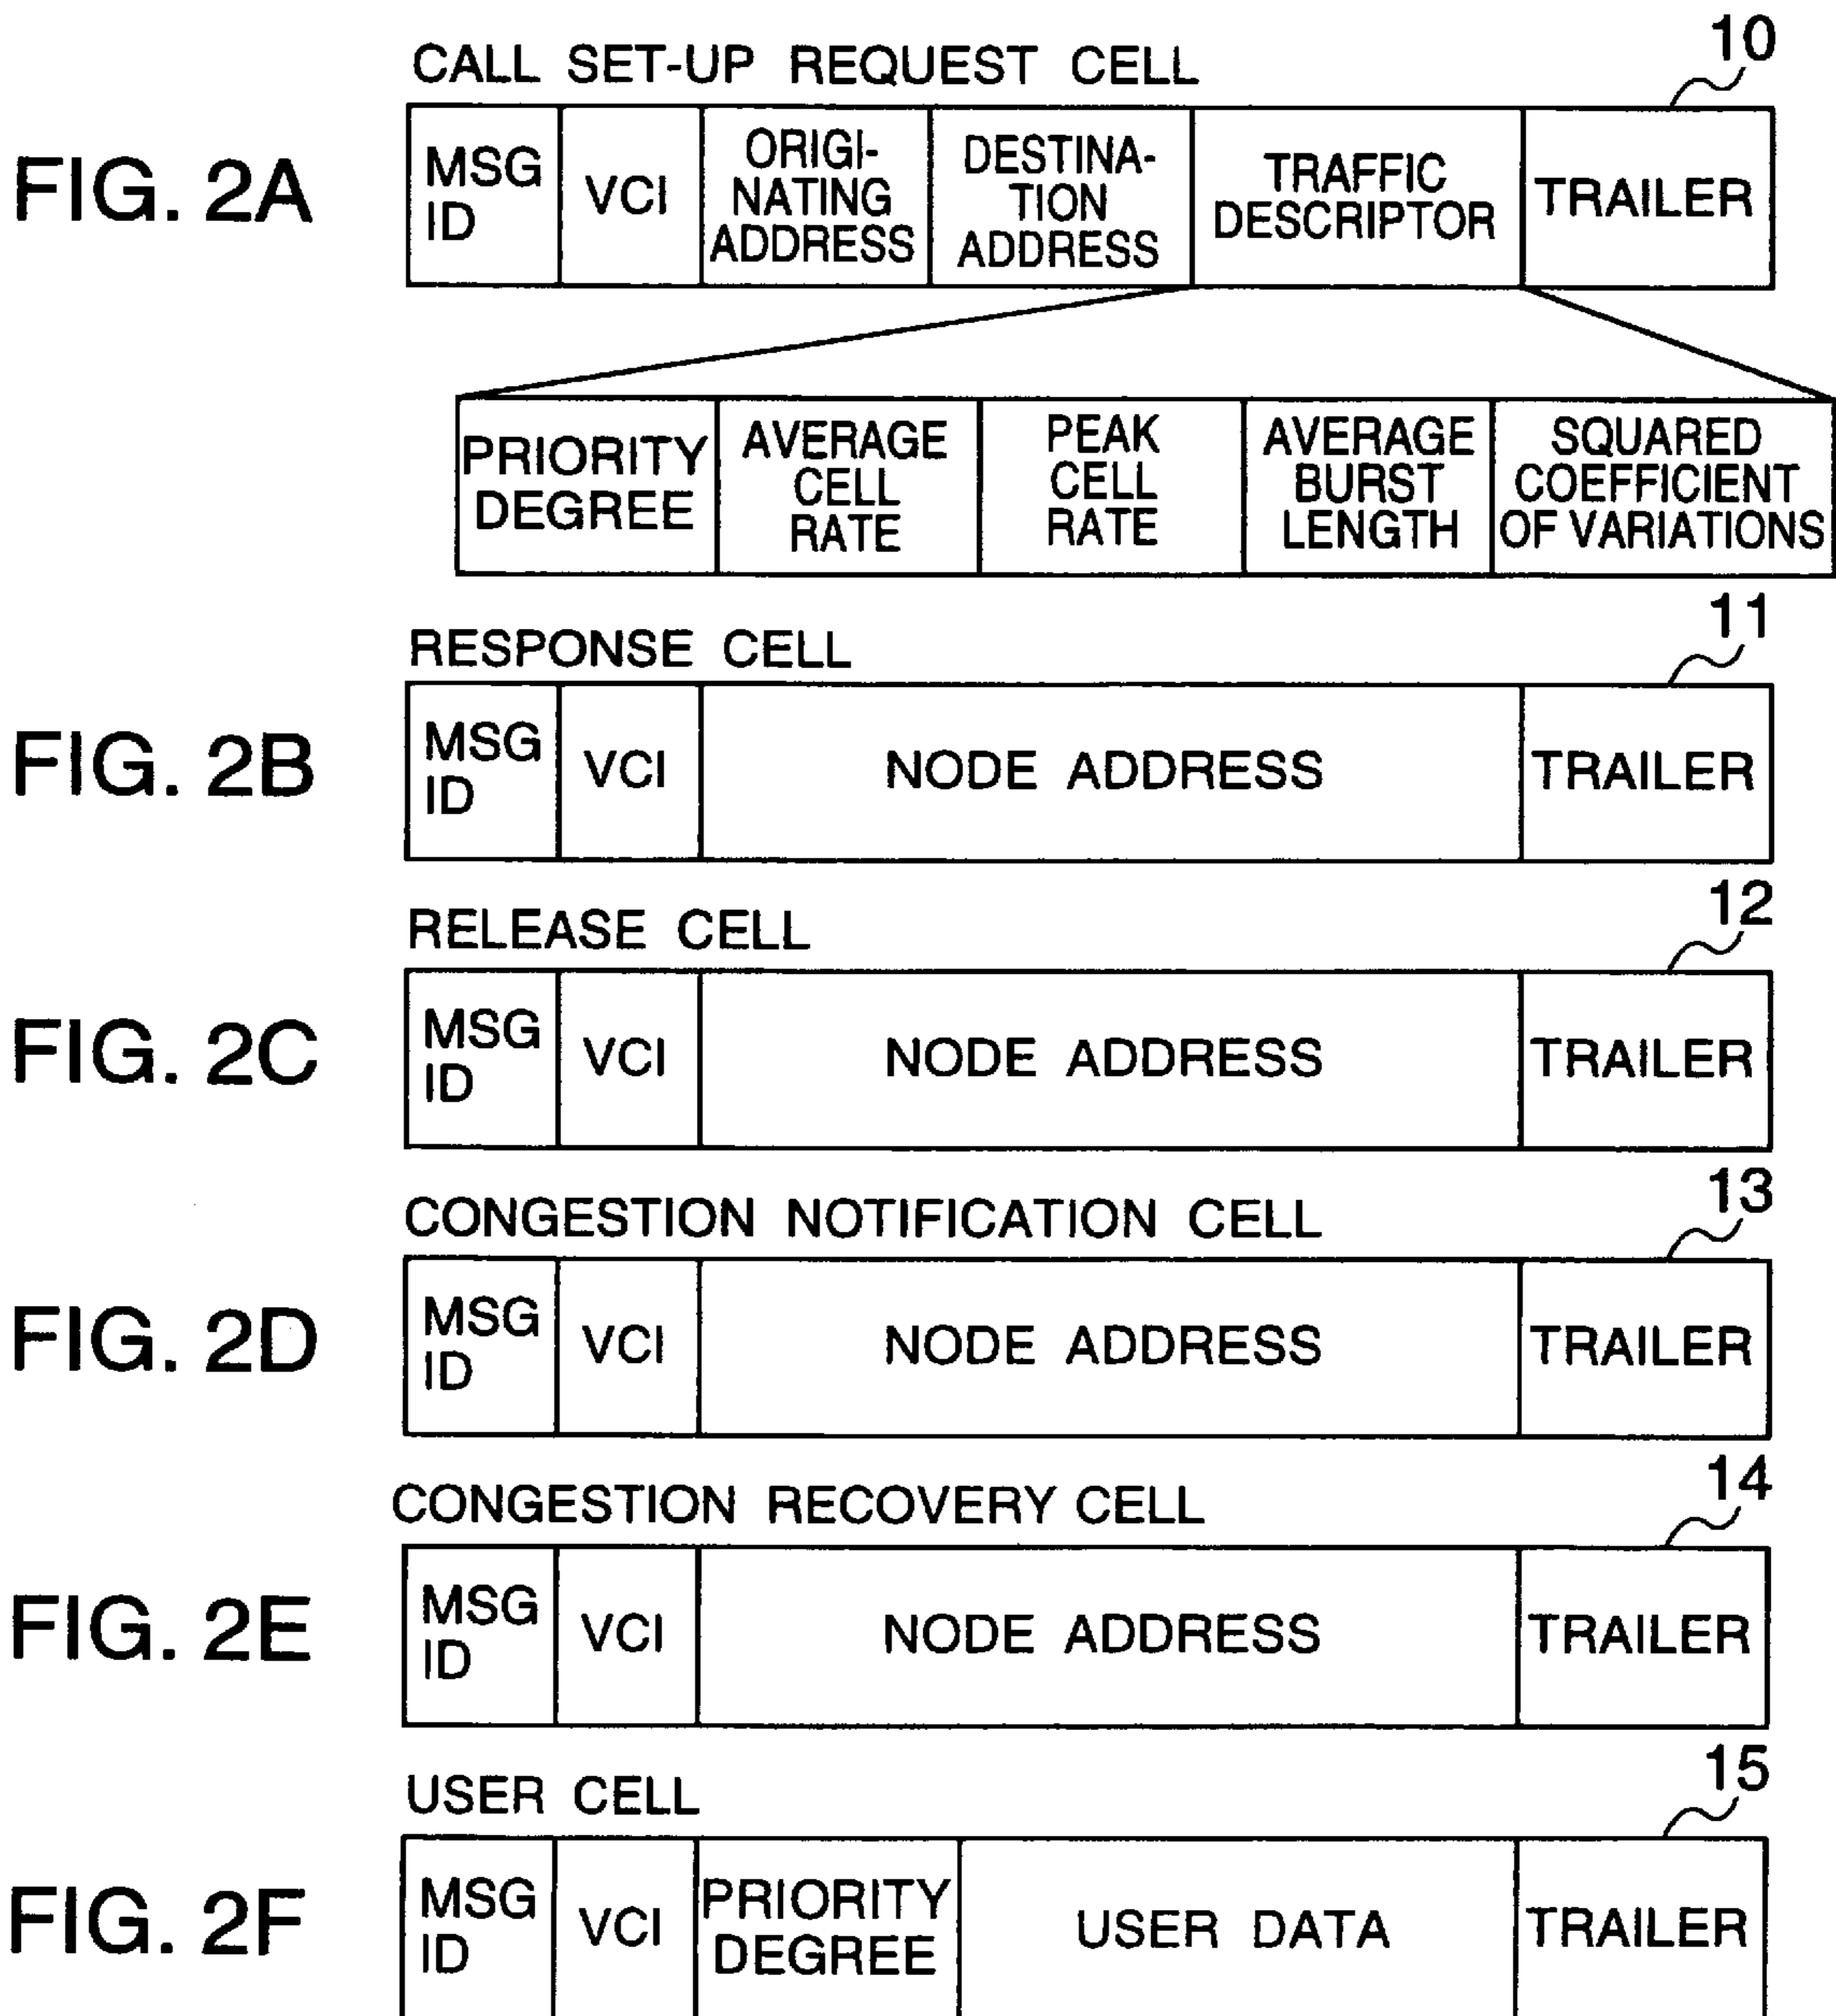 CALL SET-UP REQUEST CELL
10
FIG. 2A
MSG
ID
VCI
ORIGI-
NATING
ADDRESS
DESTINA-
TION
ADDRESS
TRAFFIC
DESCRIPTOR
TRAILER
PRIORITY
DEGREE
AVERAGE
CELL
RATE
PEAK
CELL
RATE
AVERAGE
BURST
LENGTH
SQUARED
COEFFICIENT
OF VARIATIONS
RESPONSE CELL
11
FIG. 2B
MSG
ID
VCI
NODE ADDRESS
TRAILER
RELEASE CELL
12
FIG. 2C
MSG
ID
VCI
NODE ADDRESS
TRAILER
CONGESTION NOTIFICATION CELL
13
FIG. 2D
MSG
ID
VCI
NODE ADDRESS
TRAILER
CONGESTION RECOVERY CELL
14
FIG. 2E
MSG
ID
VCI
NODE ADDRESS
TRAILER
USER CELL
15
FIG. 2F
MSG
ID
VCI
PRIORITY
DEGREE
USER DATA
TRAILER